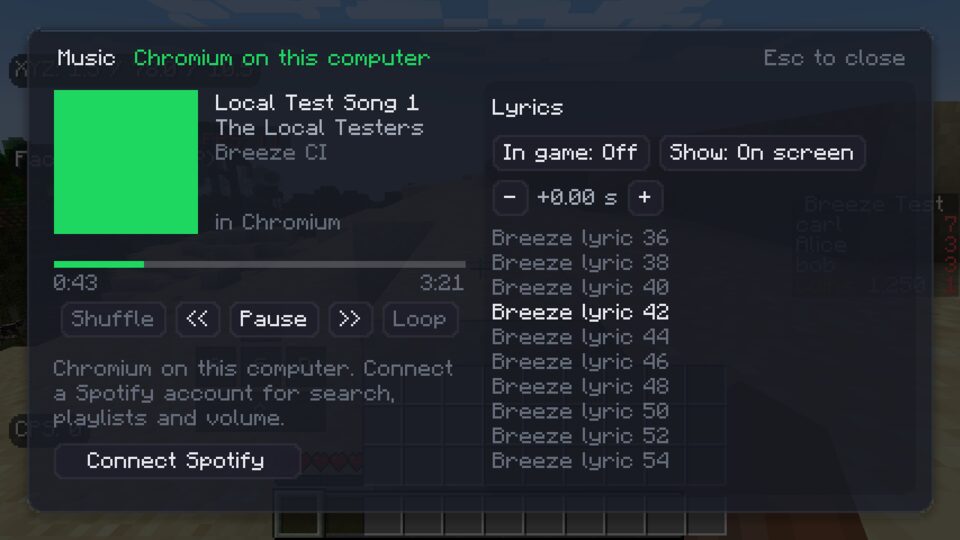 Music Chromium on this computer
Esc to close
Local Test Song 1
The Local Testers
Breeze CI
in Chromium
0:43
3:21
Shuffle << Pause >> Loop
Chromium on this computer. Connect
a Spotify account for search,
playlists and volume.
Connect Spotify
Lyrics
In game: Off Show: On screen
- +0.00 s +
Breeze lyric 36
Breeze lyric 38
Breeze lyric 40
Breeze lyric 42
Breeze lyric 44
Breeze lyric 46
Breeze lyric 48
Breeze lyric 50
Breeze lyric 52
Breeze lyric 54
Breeze Test
carl
Alice
bob